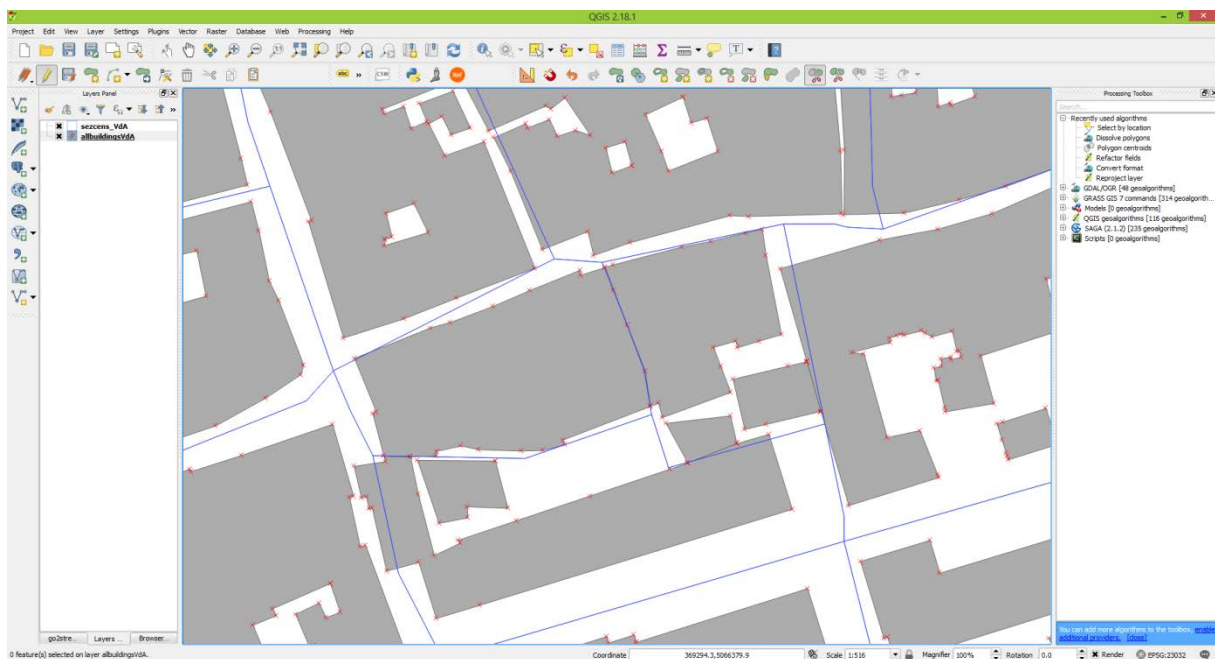 QGIS 2.18.1
Project Edit View Layer Settings Plugins Vector Raster Database Web Processing Help
abc » CSW
Layers Panel
sezcens_VdA
allbuildingsVdA
Processing Toolbox
Search...
Recently used algorithms
Select by location
Dissolve polygons
Polygon centroids
Refactor fields
Convert format
Reproject layer
GDAL/OGR [48 geoalgorithms]
GRASS GIS 7 commands [314 geoalgorith...
Models [0 geoalgorithms]
QGIS geoalgorithms [116 geoalgorithms]
SAGA (2.1.2) [235 geoalgorithms]
Scripts [0 geoalgorithms]
You can add more algorithms to the toolbox, enable
additional providers. [close]
go2stre... Layers ... Browser...
0 feature(s) selected on layer allbuildingsVdA.
Coordinate 369294.3,5066379.9 Scale 1:516 Magnifier 100% Rotation 0.0 Render EPSG:23032